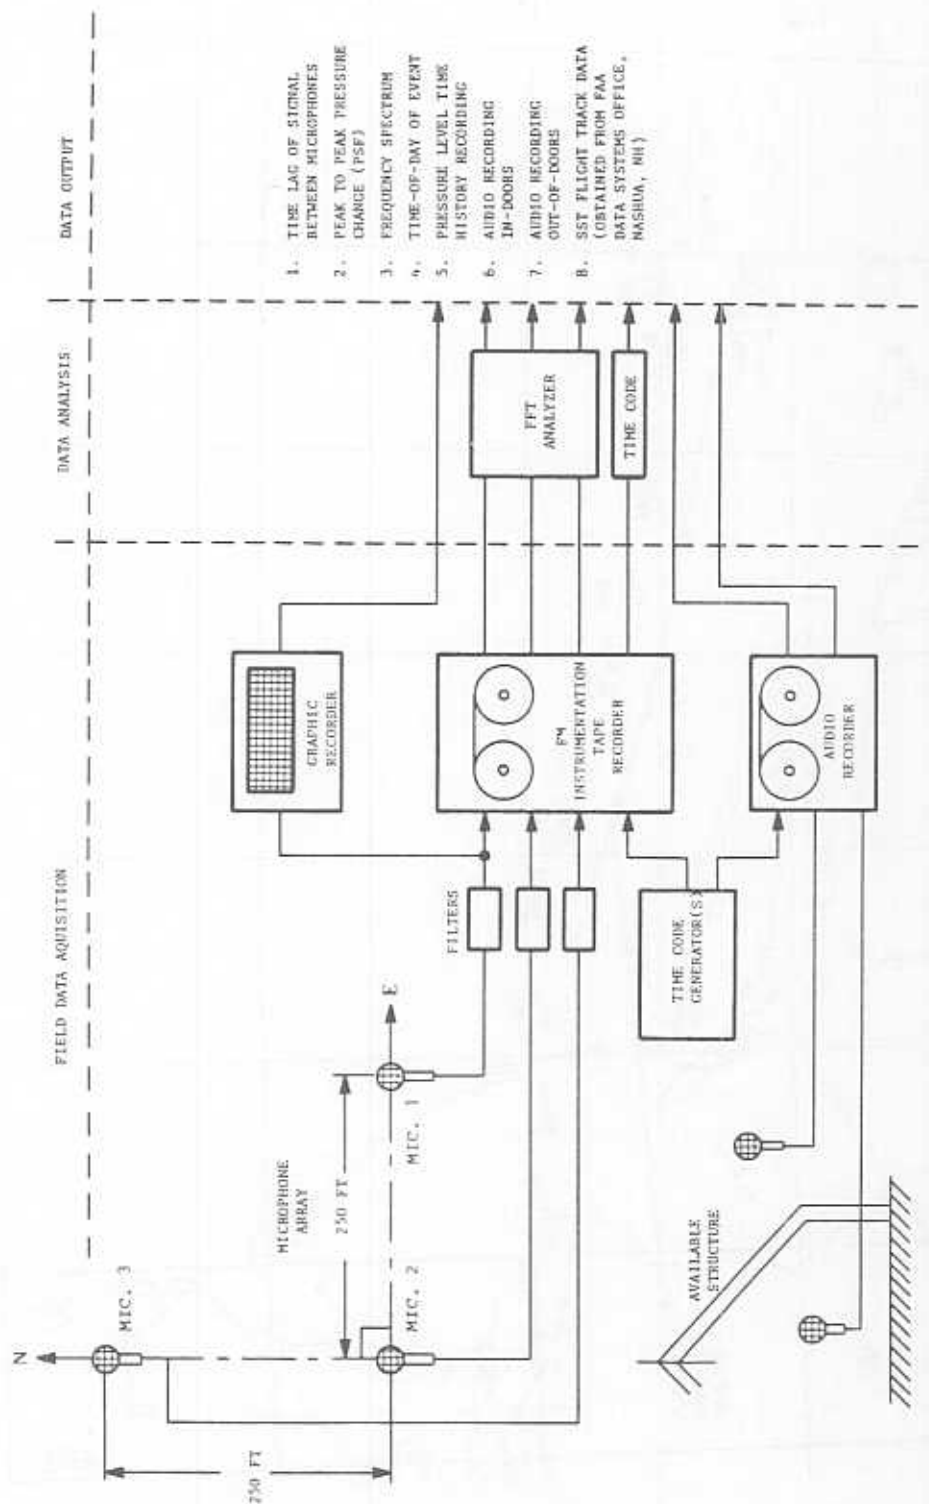 FIELD DATA AQUISITION
DATA ANALYSIS
DATA OUTPUT
N
MIC. 3
250 FT
MICROPHONE
ARRAY
250 FT
E
MIC. 2
MIC. 1
FILTERS
GRAPHIC
RECORDER
FM
INSTRUMENTATION
TAPE
RECORDER
FFT
ANALYZER
TIME CODE
TIME CODE
GENERATOR(S)
AUDIO
RECORDER
AVAILABLE
STRUCTURE
1. TIME LAG OF SIGNAL
BETWEEN MICROPHONES
2. PEAK TO PEAK PRESSURE
CHANGE (PSF)
3. FREQUENCY SPECTRUM
4. TIME-OF-DAY OF EVENT
5. PRESSURE LEVEL TIME
HISTORY RECORDING
6. AUDIO RECORDING
IN-DOORS
7. AUDIO RECORDING
OUT-OF-DOORS
8. SST FLIGHT TRACK DATA
(OBTAINED FROM FAA
DATA SYSTEMS OFFICE,
NASHUA, NH)